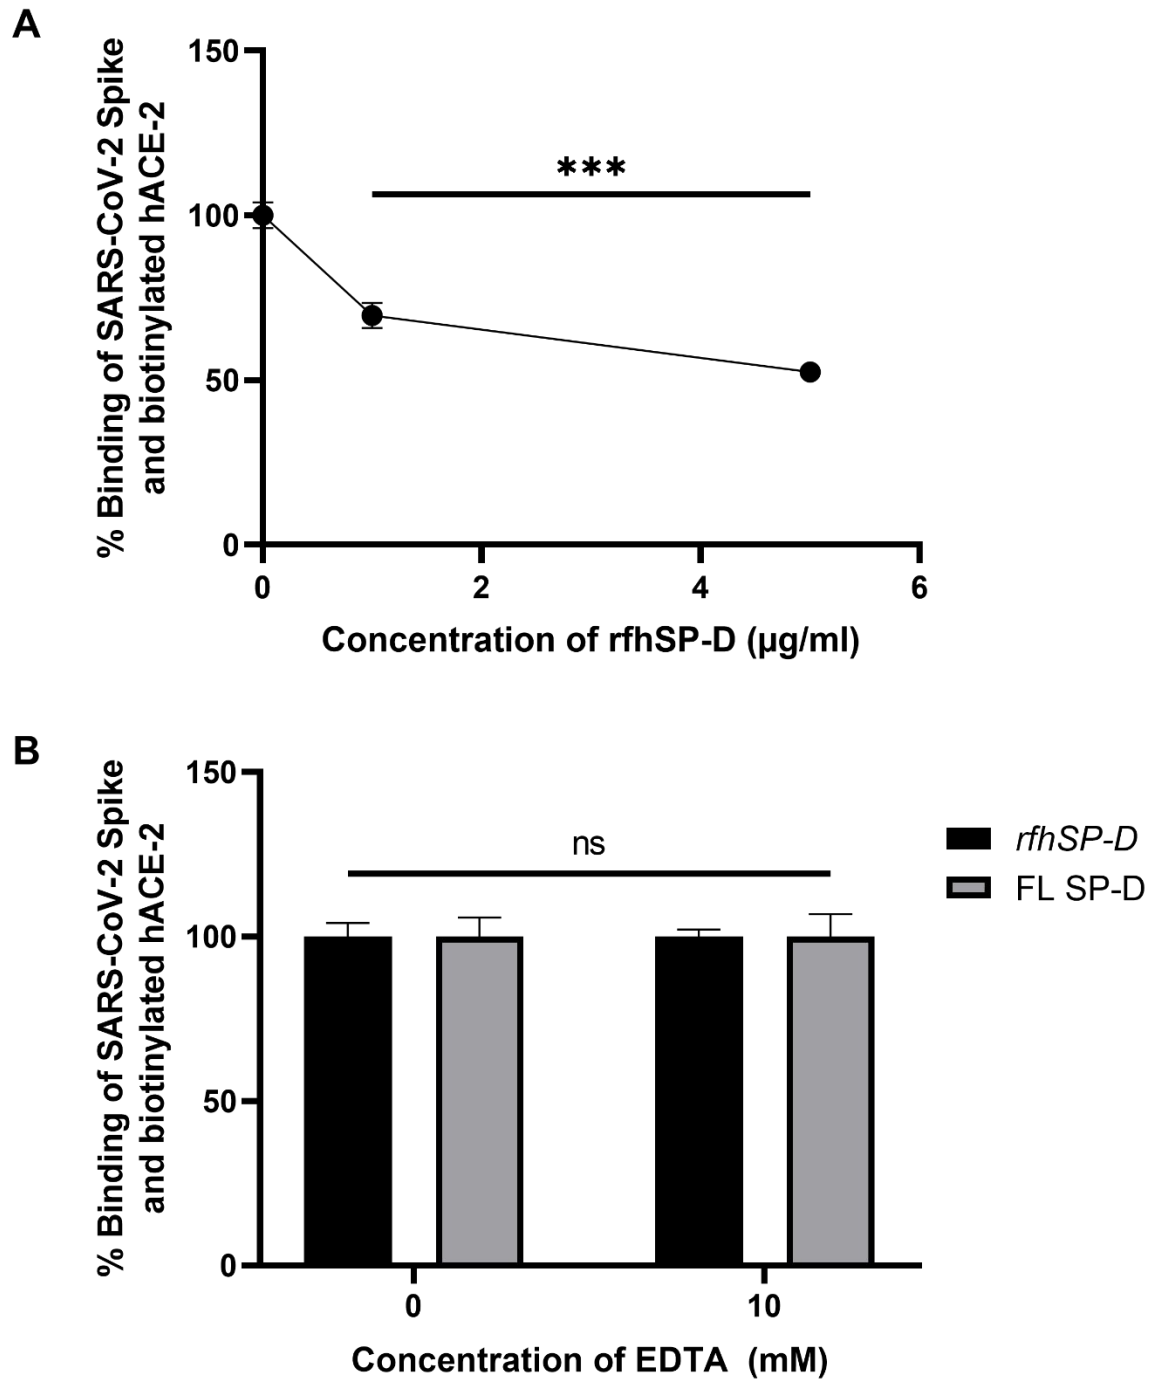 A
% Binding of SARS-CoV-2 Spike
and biotinylated hACE-2
150
100
50
0
***
0 2 4 6
Concentration of rfhSP-D (µg/ml)
B
% Binding of SARS-CoV-2 Spike
and biotinylated hACE-2
150
100
50
0
ns
rfhSP-D
FL SP-D
0 10
Concentration of EDTA (mM)